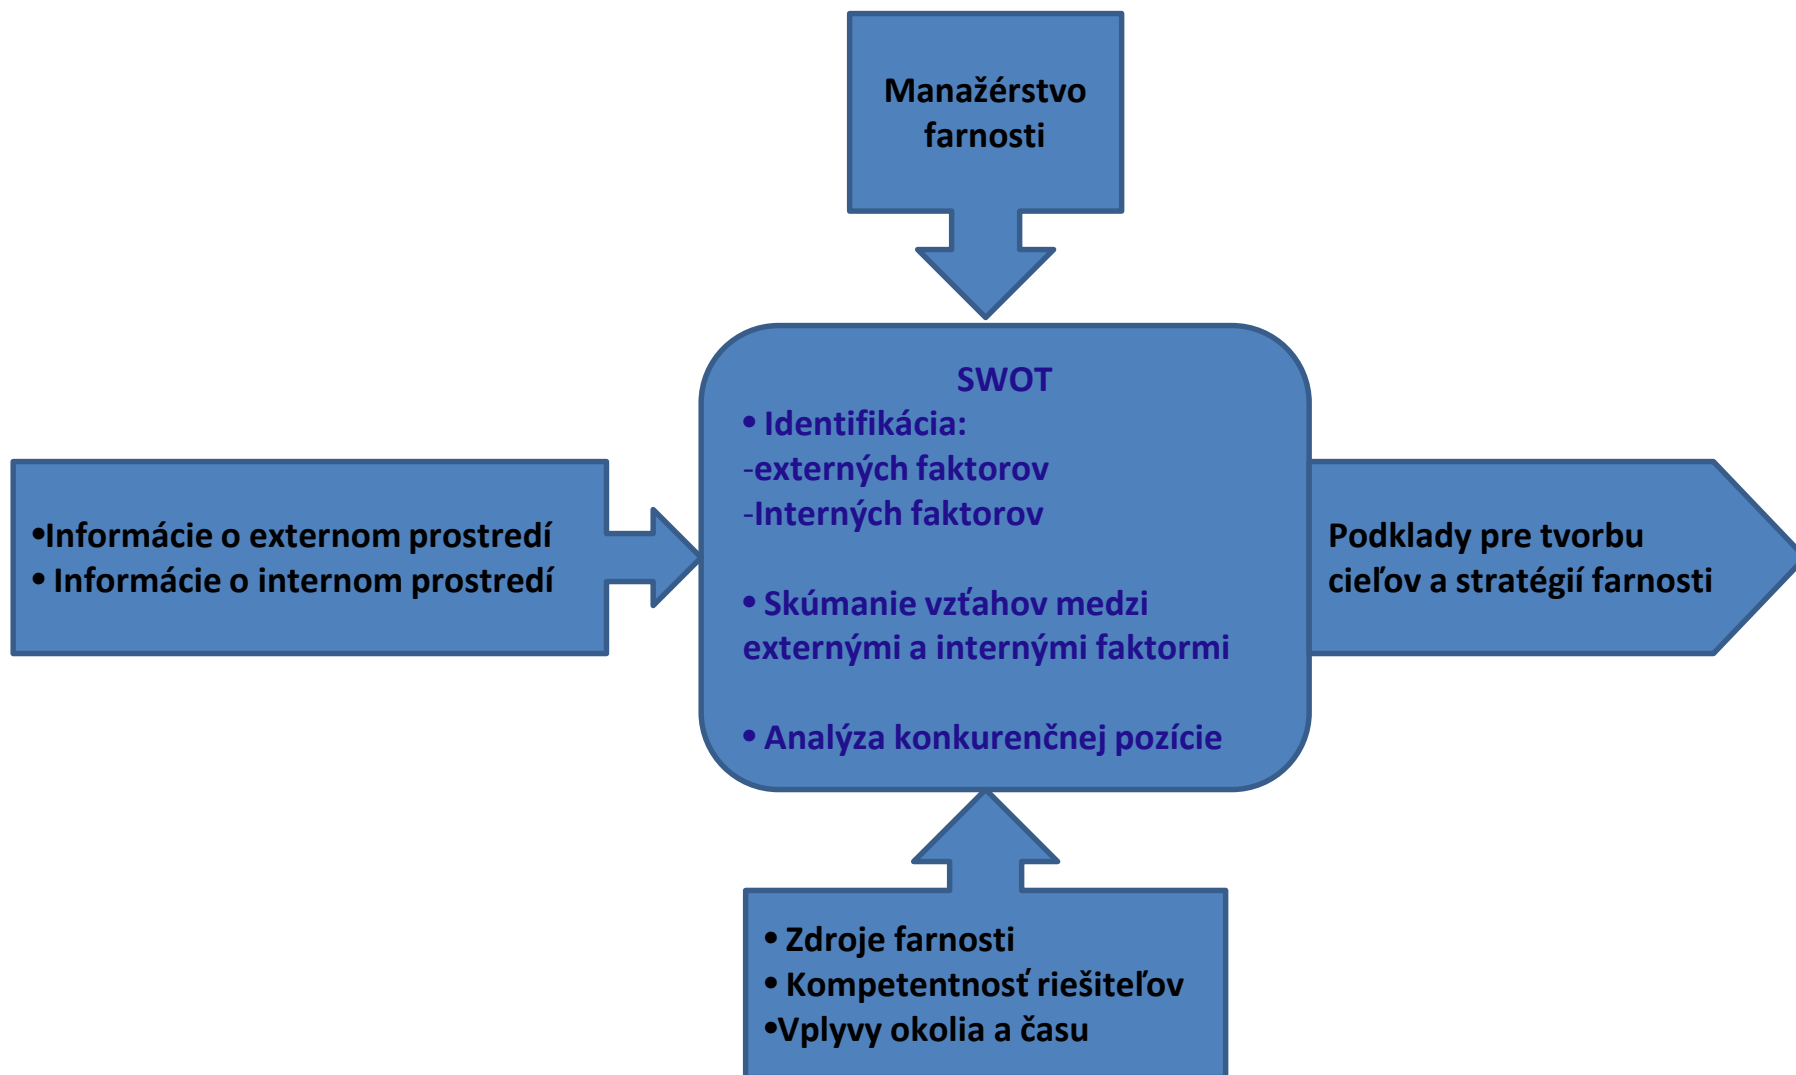 Manažérstvo
farnosti
•Informácie o externom prostredí
• Informácie o internom prostredí
SWOT
• Identifikácia:
-externých faktorov
-Interných faktorov
• Skúmanie vzťahov medzi
externými a internými faktormi
• Analýza konkurenčnej pozície
Podklady pre tvorbu
cieľov a stratégií farnosti
• Zdroje farnosti
• Kompetentnosť riešiteľov
•Vplyvy okolia a času